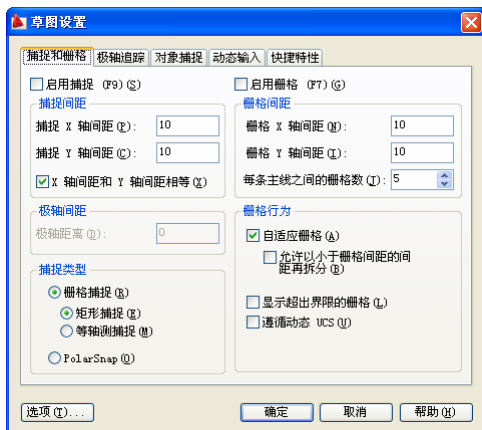 草图设置
捕捉和栅格 极轴追踪 对象捕捉 动态输入 快捷特性
启用捕捉 (F9)(S)
启用栅格 (F7)(G)
捕捉间距
捕捉 X 轴间距(P): 10
捕捉 Y 轴间距(C): 10
X 轴间距和 Y 轴间距相等(X)
栅格间距
栅格 X 轴间距(N): 10
栅格 Y 轴间距(I): 10
每条主线之间的栅格数(J): 5
极轴间距
极轴距离(D): 0
捕捉类型
栅格捕捉(R)
矩形捕捉(E)
等轴测捕捉(M)
PolarSnap(O)
栅格行为
自适应栅格(A)
允许以小于栅格间距的间
距再拆分(B)
显示超出界限的栅格(L)
遵循动态 UCS(U)
选项(T)... 确定 取消 帮助(H)